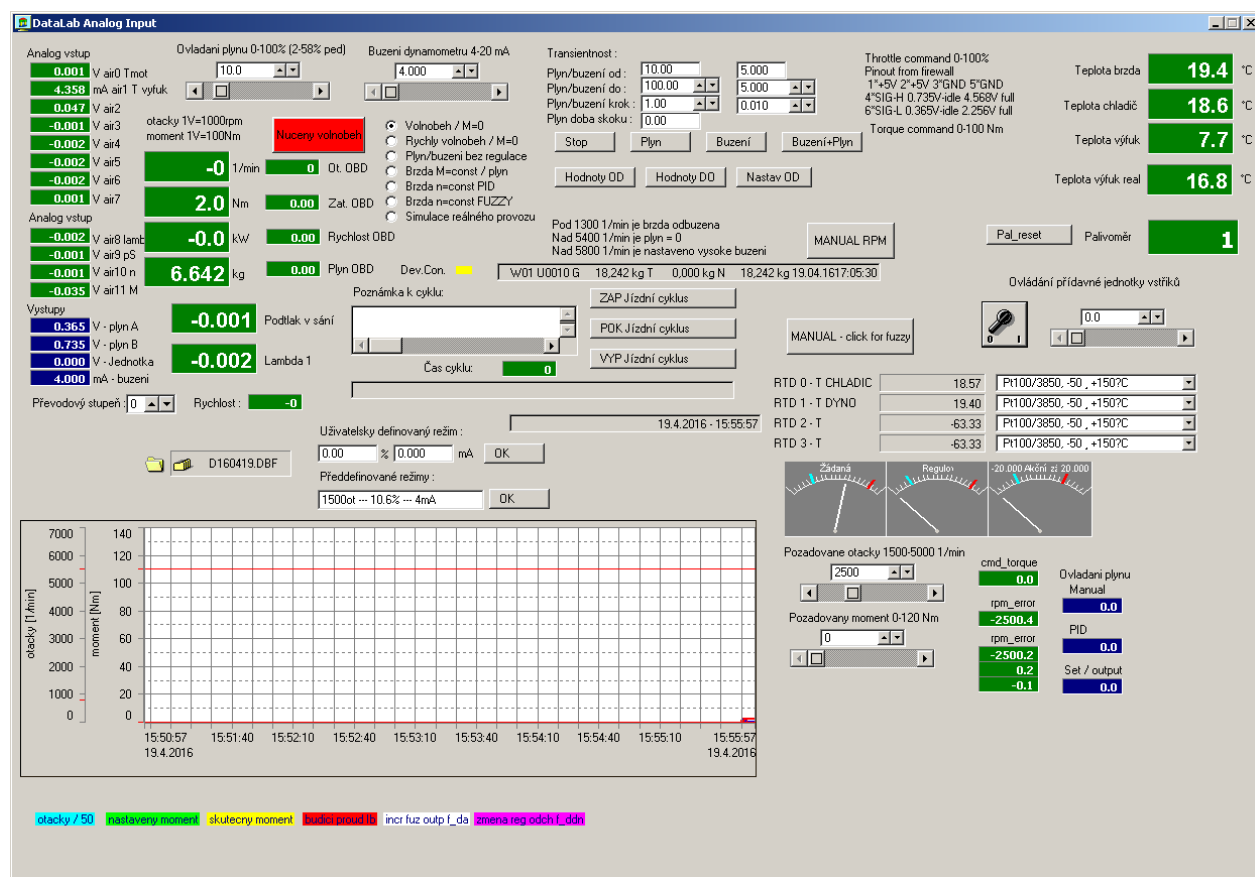 DataLab Analog Input
Analog vstup
0.001 V air0 Tmot
4.358 mA air1 T vyfuk
0.047 V air2
-0.001 V air3
-0.002 V air4
-0.002 V air5
-0.002 V air6
0.001 V air7
Analog vstup
-0.002 V air8 lamb
-0.001 V air9 pS
-0.001 V air10 n
-0.035 V air11 M
Vystupy
0.365 V - plyn A
0.735 V - plyn B
0.000 V - Jednotka
4.000 mA - buzeni
Převodový stupeň : 0
Rychlost : -0
Ovladani plynu 0-100% (2-58% ped)
10.0
Buzeni dynamometru 4-20 mA
4.000
otacky 1V=1000rpm
moment 1V=100Nm
Nuceny volnobeh
-0 1/min
2.0 Nm
-0.0 kW
6.642 kg
0 Ot. OBD
0.00 Zat. OBD
0.00 Rychlost OBD
0.00 Plyn OBD
Volnobeh / M=0
Rychly volnobeh / M=0
Plyn/buzeni bez regulace
Brzda M=const / plyn
Brzda n=const PID
Brzda n=const FUZZY
Simulace reálného provozu
-0.001 Podtlak v sání
-0.002 Lambda 1
Transientnost :
Plyn/buzeni od : 10.00 5.000
Plyn/buzeni do : 100.00 5.000
Plyn/buzeni krok : 1.00 0.010
Plyn doba skoku : 0.00
Stop Plyn Buzení Buzení+Plyn
Hodnoty OD Hodnoty DO Nastav OD
Throttle command 0-100%
Pinout from firewall
1"+5V 2"+5V 3"GND 5"GND
4"SIG-H 0.735V-idle 4.568V full
6"SIG-L 0.365V-idle 2.256V full
Torque command 0-100 Nm
Teplota brzda 19.4 °C
Teplota chladič 18.6 °C
Teplota výfuk 7.7 °C
Teplota výfuk real 16.8 °C
Pod 1300 1/min je brzda odbuzena
Nad 5400 1/min je plyn = 0
Nad 5800 1/min je nastaveno vysoke buzeni
MANUAL RPM
Pal_reset Palivoměr 1
Dev.Con.
W01 U0010 G 18,242 kg T 0,000 kg N 18,242 kg 19.04.1617:05:30
Poznámka k cyklu:
ZAP Jízdní cyklus
POK Jízdní cyklus
VYP Jízdní cyklus
Čas cyklu: 0
MANUAL - click for fuzzy
Ovládání přídavné jednotky vstřiků
0 1
0.0
RTD 0 - T CHLADIC 18.57 Pt100/3850, -50 , +150?C
RTD 1 - T DYNO 19.40 Pt100/3850, -50 , +150?C
RTD 2 - T -63.33 Pt100/3850, -50 , +150?C
RTD 3 - T -63.33 Pt100/3850, -50 , +150?C
19.4.2016 - 15:55:57
Uživatelsky definovaný režim :
0.00 % 0.000 mA OK
D160419.DBF
Předdefinované režimy :
1500ot --- 10.6% --- 4mA OK
Žádaná
Regulov
-20.000 Akční 20.000
otacky [1/min]
7000
6000
5000
4000
3000
2000
1000
0
moment [Nm]
140
120
100
80
60
40
20
0
15:50:57 15:51:40 15:52:10 15:52:40 15:53:10 15:53:40 15:54:10 15:54:40 15:55:10 15:55:57
19.4.2016 19.4.2016
Pozadovane otacky 1500-5000 1/min
2500
Pozadovany moment 0-120 Nm
0
cmd_torque
0.0
rpm_error
-2500.4
rpm_error
-2500.2
0.2
-0.1
Ovladani plynu
Manual
0.0
PID
0.0
Set / output
0.0
otacky / 50 nastaveny moment skutecny moment budici proud Ib incr fuz outp f_da zmena reg odch f_ddn